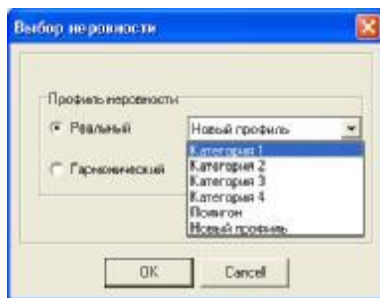 Выбор неровности
Профиль неровности
Реальный
Новый профиль
Гармонический
Категория 1
Категория 2
Категория 3
Категория 4
Полигон
Новый профиль
OK
Cancel